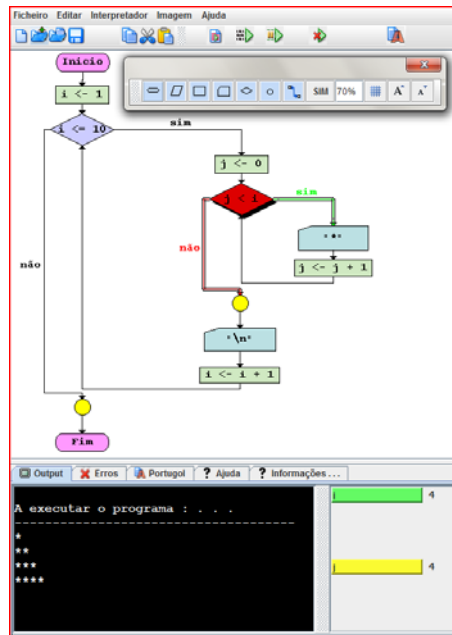 Ficheiro Editar Interpretador Imagem Ajuda
Início
i <- 1
SIM 70% A A
i <= 10
sim
j <- 0
j < i
sim
"*"
não
não
j <- j + 1
"\n"
i <- i + 1
Fim
Output Erros Portugol ? Ajuda ? Informações ...
A executar o programa : . . .
-----------------------------------
*
**
***
****
4
j 4